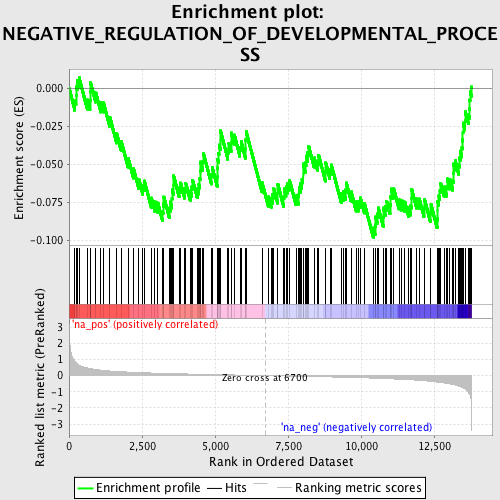 Enrichment plot:
NEGATIVE_REGULATION_OF_DEVELOPMENTAL_PROCE
SS
Enrichment score (ES)
0.000
-0.025
-0.050
-0.075
-0.100
'na_pos' (positively correlated)
Ranked list metric (PreRanked)
3
2
1
0
-1
-2
-3
Zero cross at 6700
'na_neg' (negatively correlated)
0
2,500
5,000
7,500
10,000
12,500
Rank in Ordered Dataset
Enrichment profile
Hits
Ranking metric scores